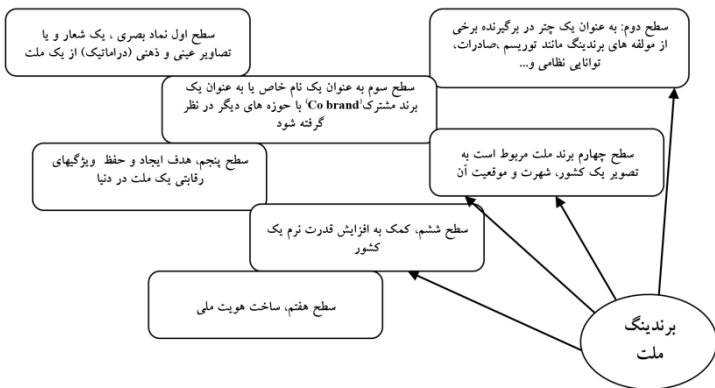 سطح اول نماد بصری ، یک شعار و یا
تصاویر عینی و ذهنی (دراماتیک) از یک ملت
سطح دوم: به عنوان یک چتر در برگیرنده برخی
از مولفه های برندینگ مانند توریسم ،صادرات،
توانایی نظامی و...
سطح سوم به عنوان یک نام خاص یا به عنوان یک
برند مشترک(Co brand) با حوزه های دیگر در نظر
گرفته شود
سطح چهارم برند ملت مربوط است به
تصویر یک کشور، شهرت و موقعیت آن
سطح پنجم، هدف ایجاد و حفظ ویژگیهای
رقابتی یک ملت در دنیا
سطح ششم، کمک به افزایش قدرت نرم یک
کشور
سطح هفتم، ساخت هویت ملی
برندینگ
ملت